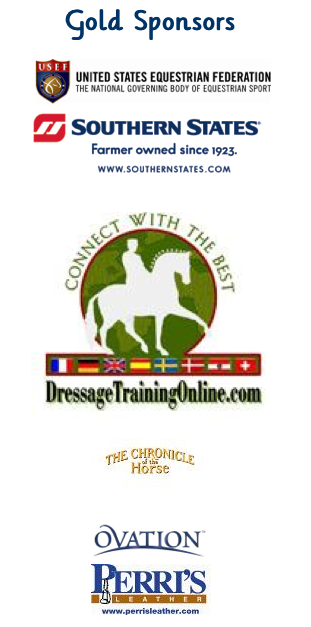 Gold Sponsors
USEF
UNITED STATES EQUESTRIAN FEDERATION
THE NATIONAL GOVERNING BODY OF EQUESTRIAN SPORT
SOUTHERN STATES®
Farmer owned since 1923.
WWW.SOUTHERNSTATES.COM
CONNECT WITH THE BEST
DressageTrainingOnline.com
THE CHRONICLE
of the
Horse
OVATION™
PERRI'S
LEATHER
www.perrisleather.com